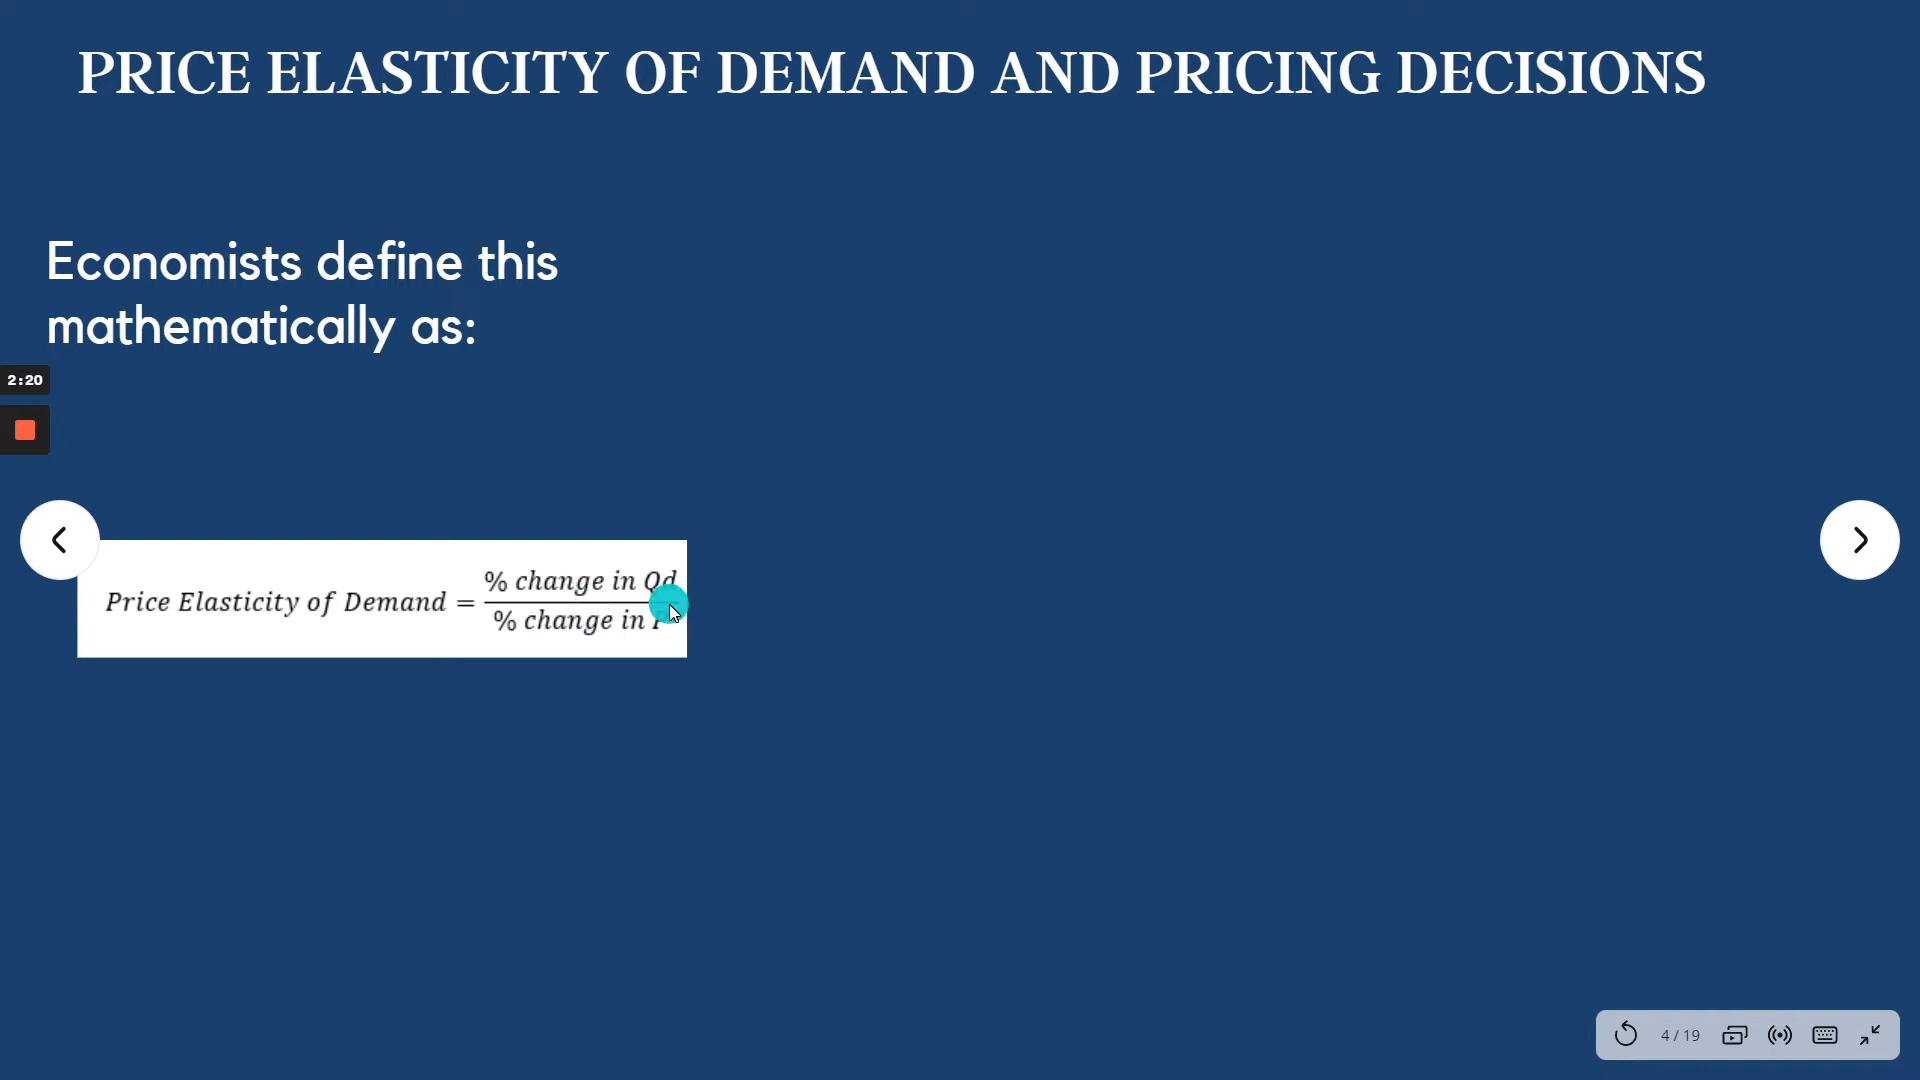 PRICE ELASTICITY OF DEMAND AND PRICING DECISIONS
Economists define this
mathematically as:
2:20
% change in Qd
Price Elasticity of Demand =
% change in
4 / 19